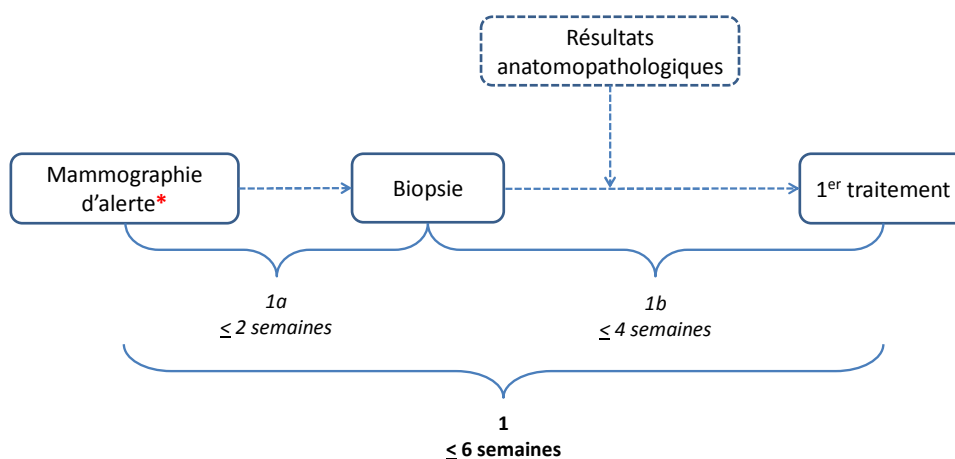 Résultats
anatomopathologiques
Mammographie
d'alerte*
Biopsie
1er traitement
1a
≤ 2 semaines
1b
≤ 4 semaines
1
≤ 6 semaines